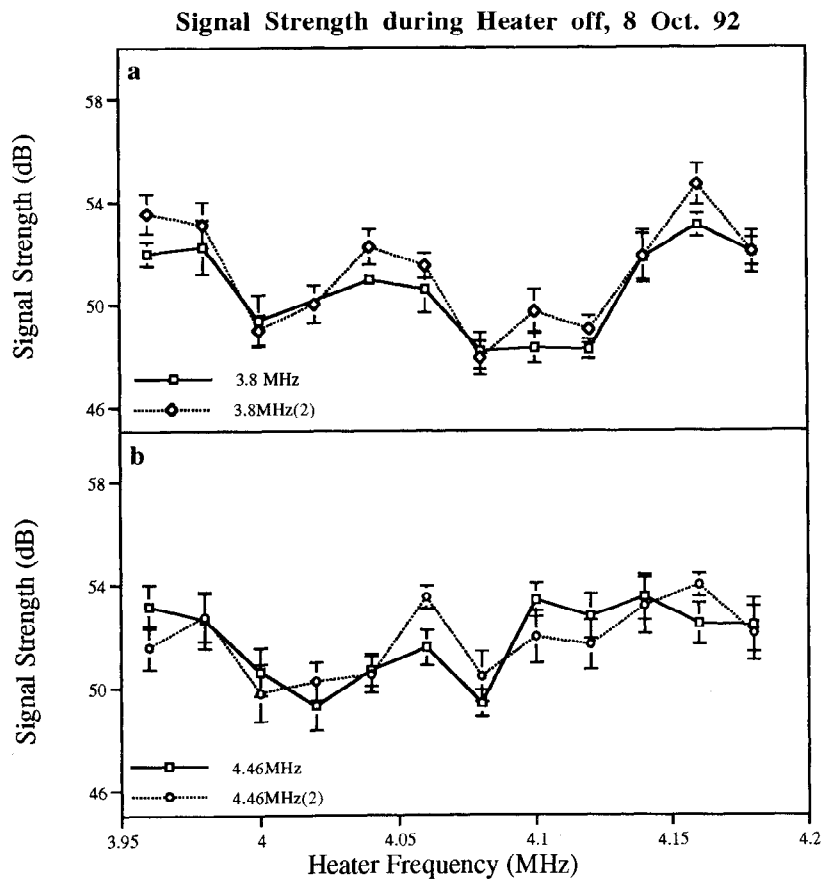 Signal Strength during Heater off, 8 Oct. 92
a
58
54
50
46
Signal Strength (dB)
3.8 MHz
3.8MHz(2)
b
58
54
50
46
Signal Strength (dB)
4.46MHz
4.46MHz(2)
3.95
4
4.05
4.1
4.15
4.2
Heater Frequency (MHz)